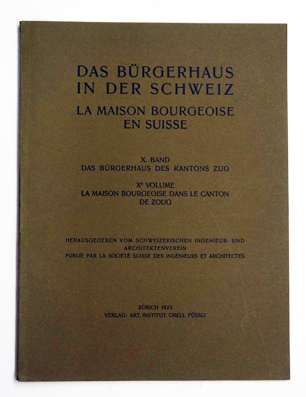 DAS BÜRGERHAUS
IN DER SCHWEIZ
LA MAISON BOURGEOISE
EN SUISSE
X. BAND
DAS BÜRGERHAUS DES KANTONS ZUG
Xe VOLUME
LA MAISON BOURGEOISE DANS LE CANTON
DE ZOUG
HERAUSGEGEBEN VOM SCHWEIZERISCHEN INGENIEUR- UND
ARCHITEKTENVEREIN
PUBLIÉ PAR LA SOCIÉTÉ SUISSE DES INGÉNIEURS ET ARCHITECTES
ZÜRICH 1922
VERLAG: ART. INSTITUT ORELL FÜSSLI